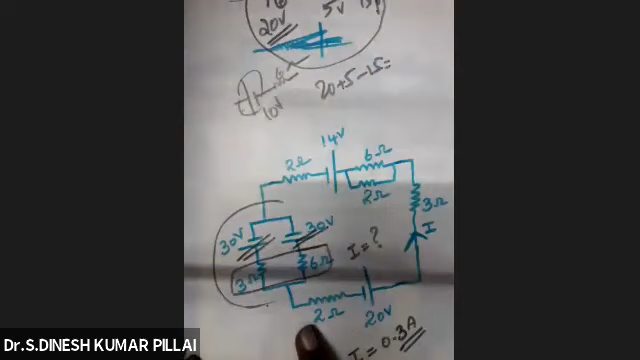 20V
5V
10V
20+5-15=
14V
2Ω
6Ω
2Ω
3Ω
I
30V
30V
I=?
3Ω
6Ω
2Ω
20V
I = 0.3A
Dr.S.DINESH KUMAR PILLAI